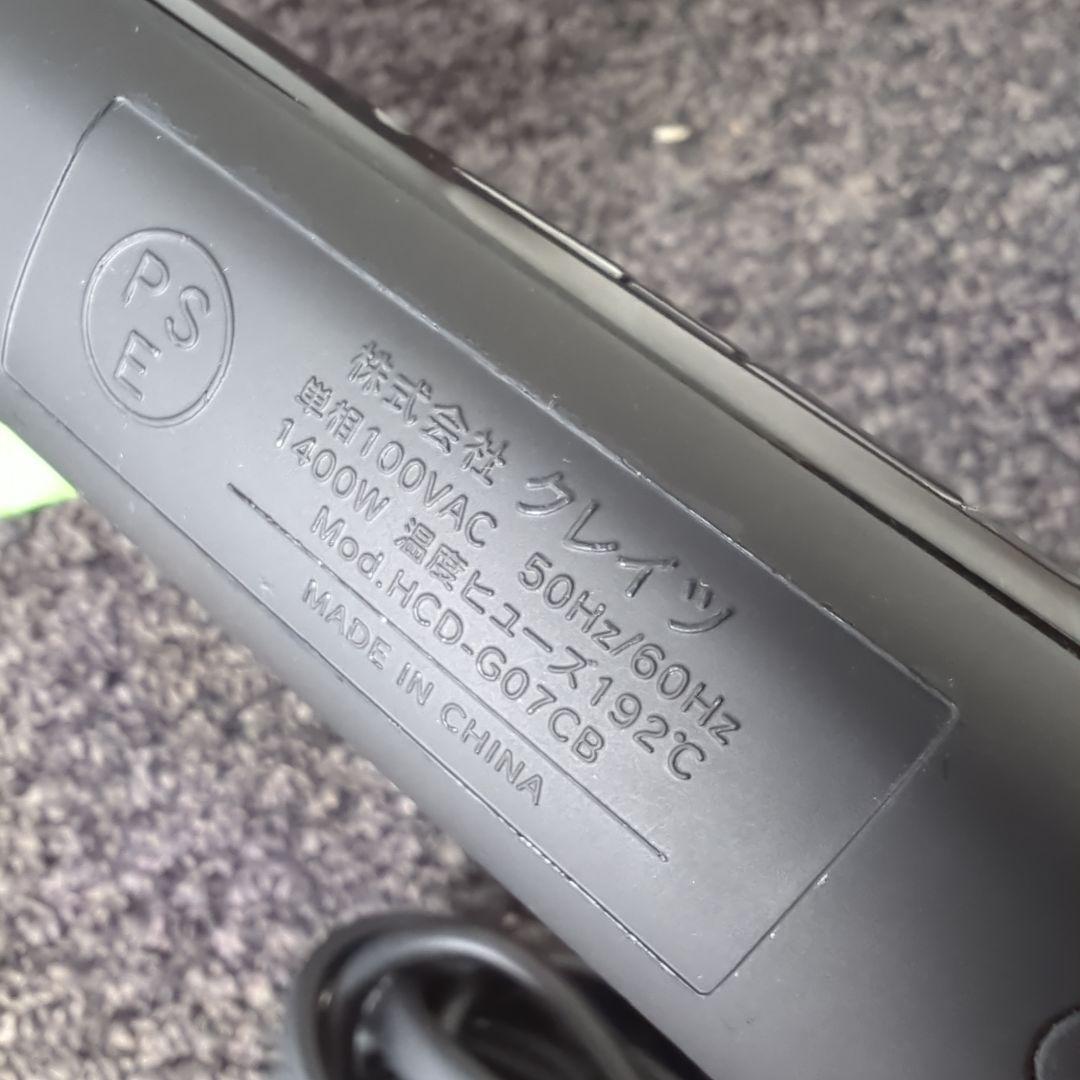 PSE
株式会社 クレイツ
単相100VAC 50Hz/60Hz
1400W 温度ヒューズ192℃
Mod.HCD-G07CB
MADE IN CHINA